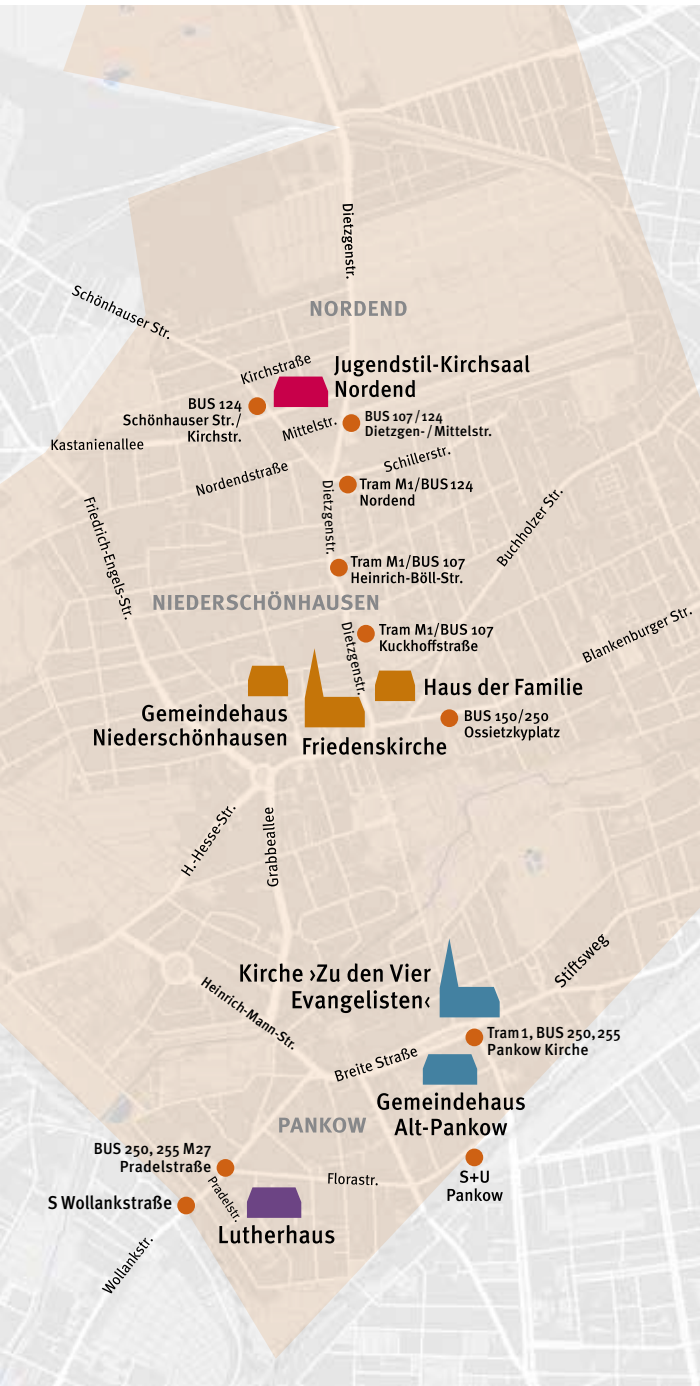 Dietzgenstr.
NORDEND
Schönhauser Str.
Kirchstraße
Jugendstil-Kirchsaal
Nordend
BUS 124
Schönhauser Str./
Kirchstr.
BUS 107/124
Dietzgen-/Mittelstr.
Mittelstr.
Kastanienallee
Schillerstr.
Nordendstraße
Tram M1/BUS 124
Nordend
Dietzgenstr.
Buchholzer Str.
Friedrich-Engels-Str.
Tram M1/BUS 107
Heinrich-Böll-Str.
NIEDERSCHÖNHAUSEN
Tram M1/BUS 107
Kuckhoffstraße
Dietzgenstr.
Blankenburger Str.
Haus der Familie
Gemeindehaus
Niederschönhausen
BUS 150/250
Ossietzkyplatz
Friedenskirche
H.-Hesse-Str.
Grabbeallee
Stiftsweg
Kirche ›Zu den Vier
Evangelisten‹
Heinrich-Mann-Str.
Tram 1, BUS 250, 255
Pankow Kirche
Breite Straße
Gemeindehaus
Alt-Pankow
PANKOW
BUS 250, 255 M27
Pradelstraße
Florastr.
S+U
Pankow
Pradelstr.
S Wollankstraße
Lutherhaus
Wollankstr.